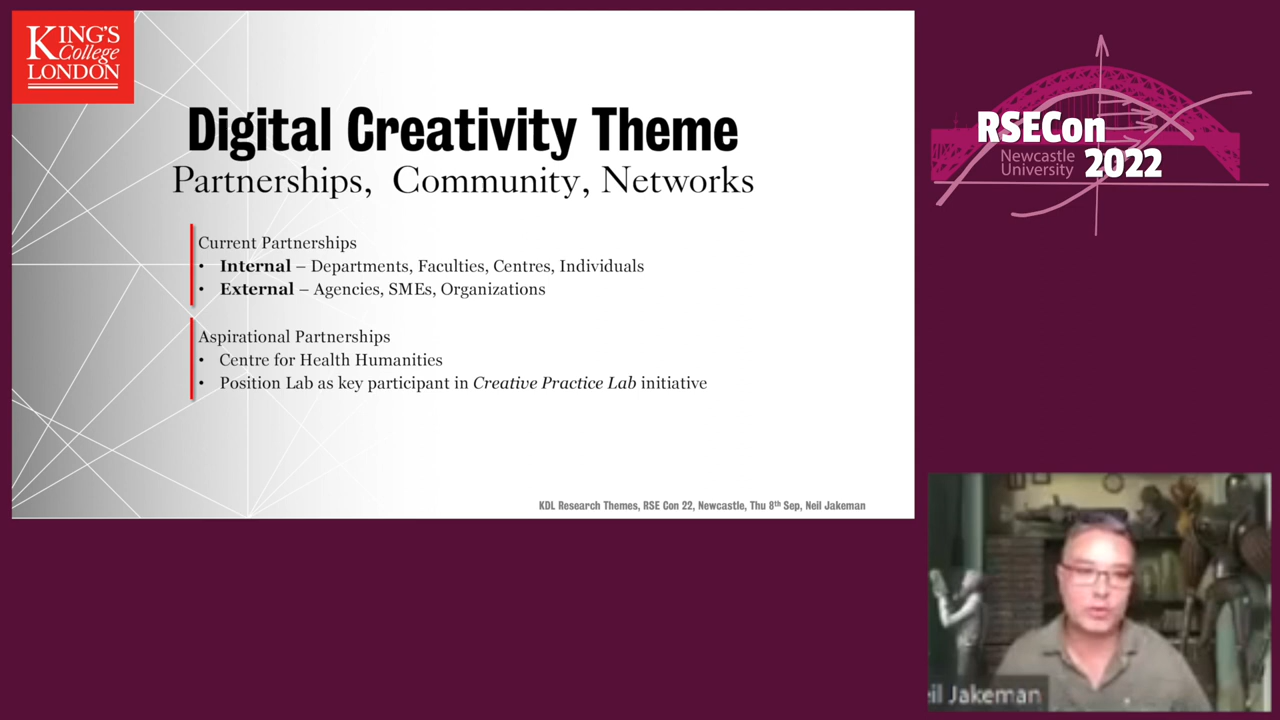 KING'S
College
LONDON
Digital Creativity Theme
Partnerships, Community, Networks
Current Partnerships
• Internal – Departments, Faculties, Centres, Individuals
• External – Agencies, SMEs, Organizations
Aspirational Partnerships
• Centre for Health Humanities
• Position Lab as key participant in Creative Practice Lab initiative
KDL Research Themes, RSE Con 22, Newcastle, Thu 8th Sep, Neil Jakeman
RSECon
Newcastle
University
2022
eil Jakeman